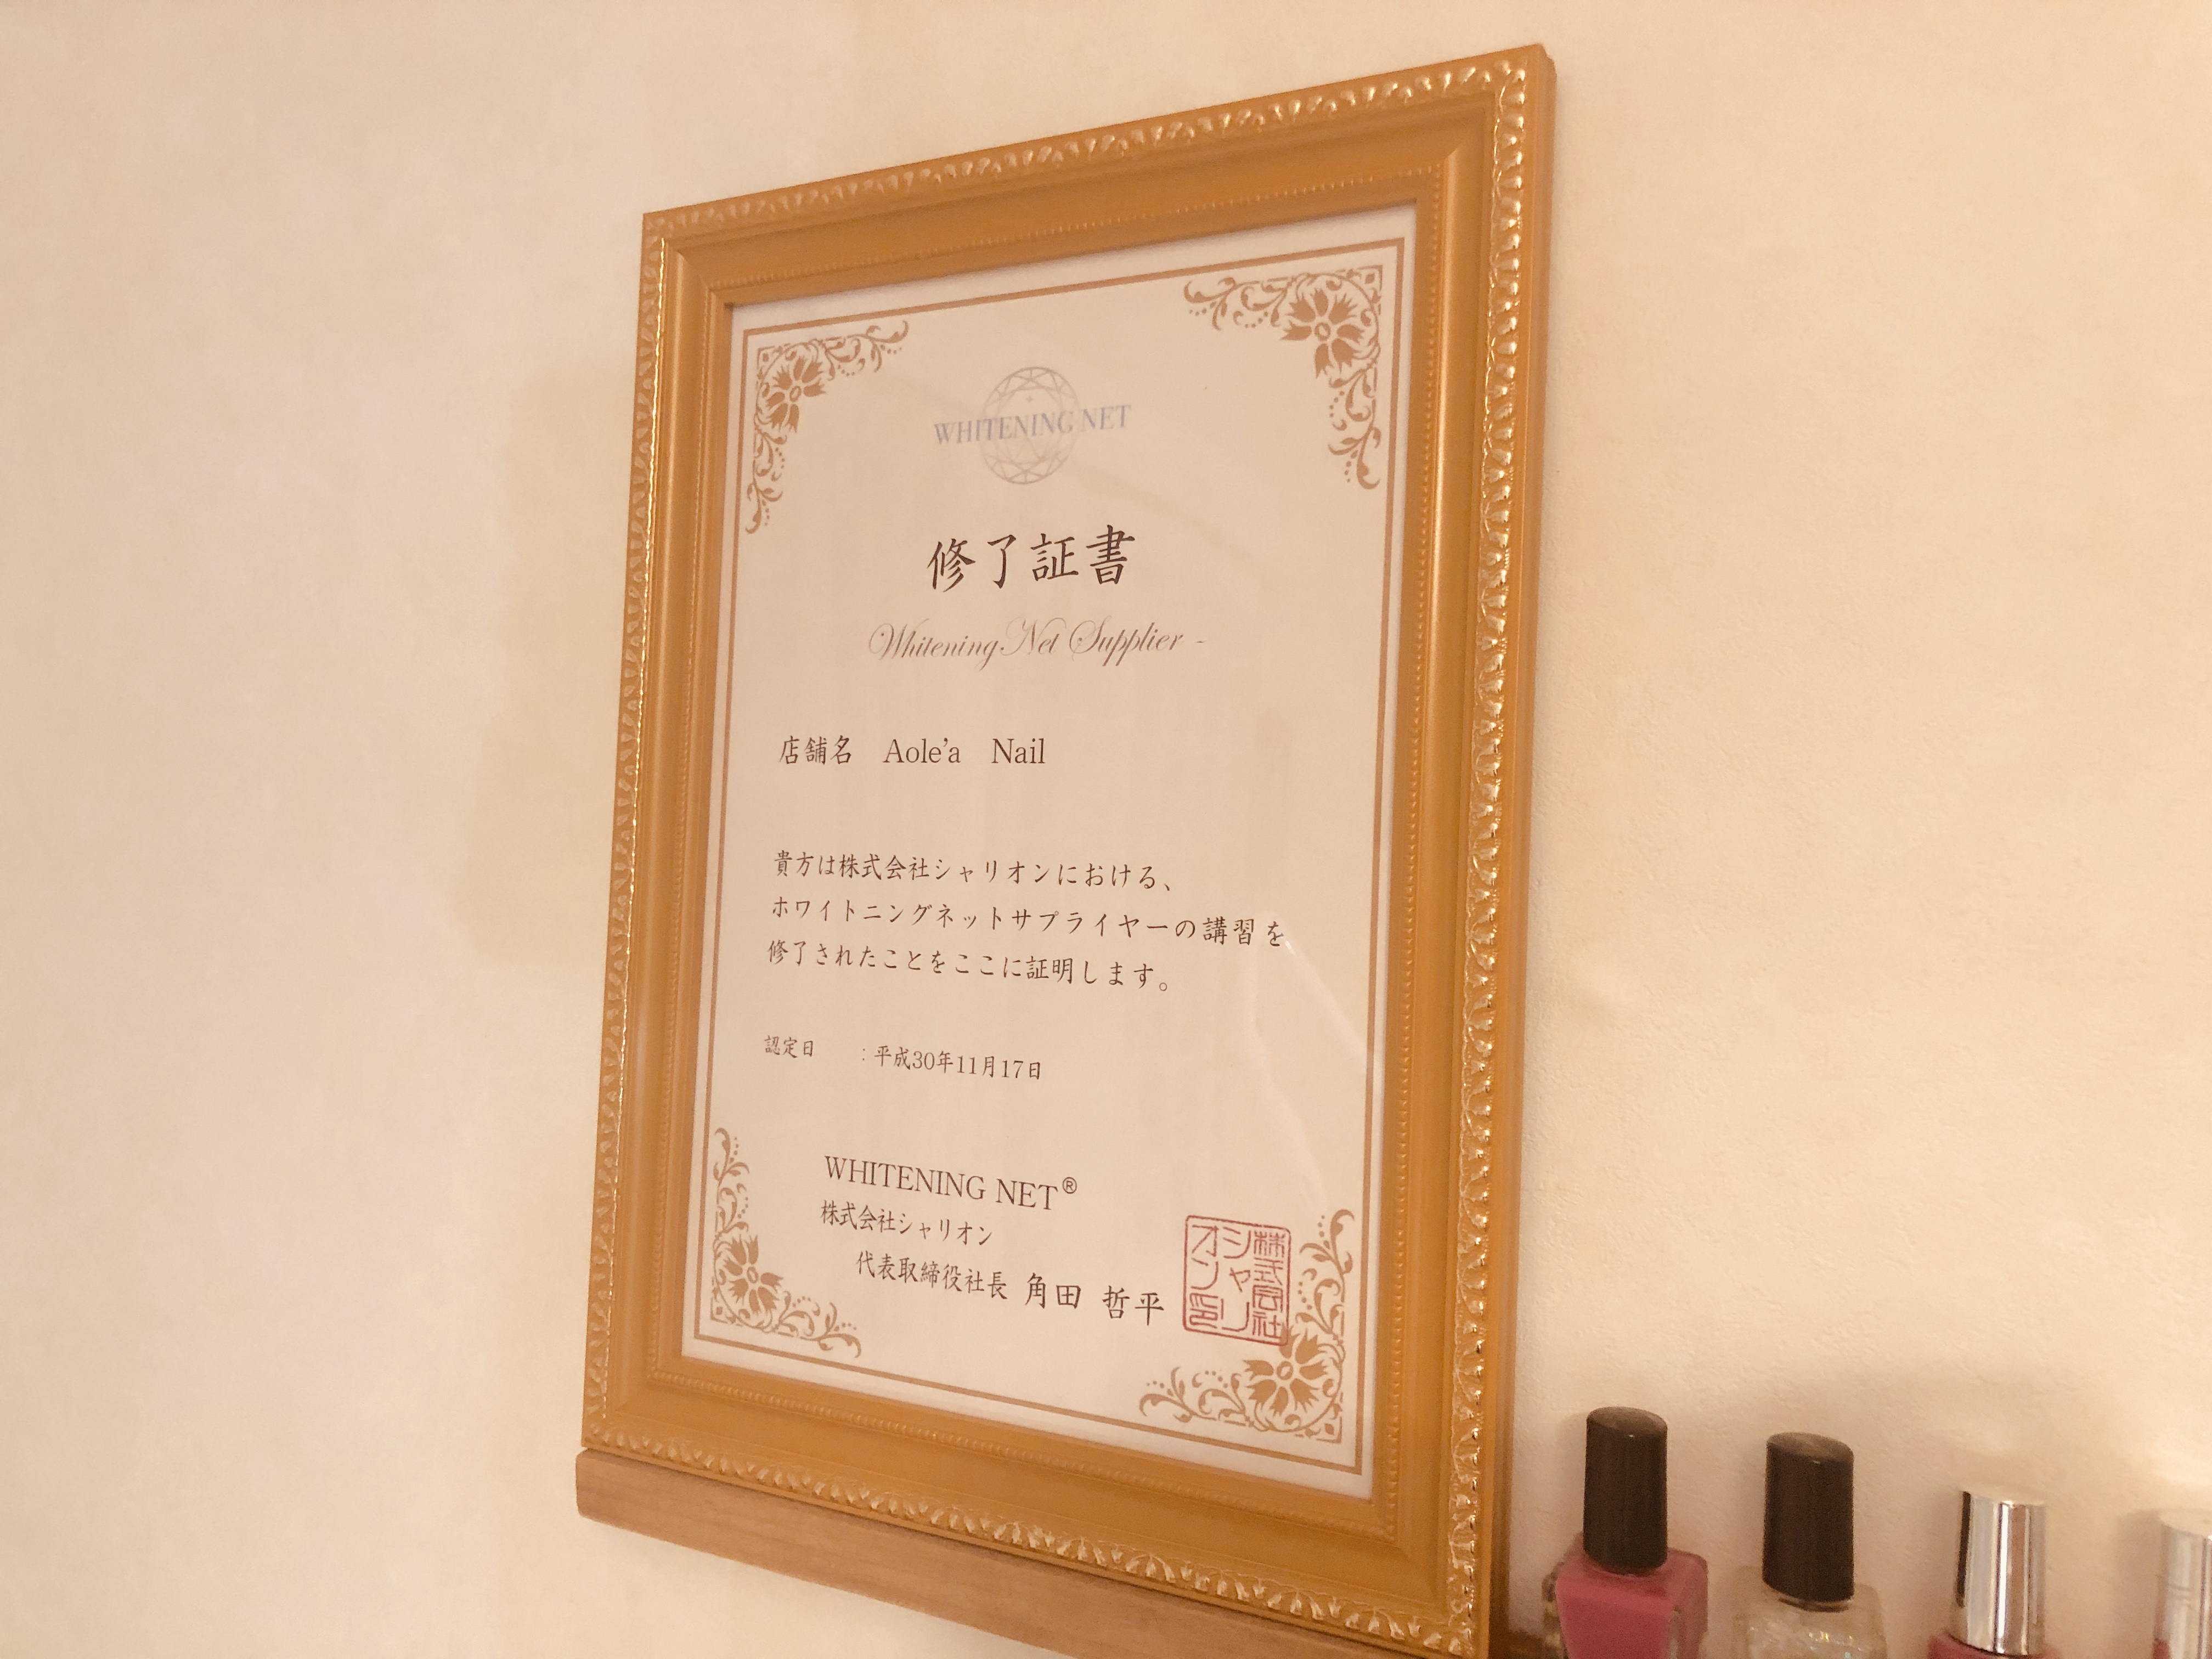 WHITENING NET
修了証書
Whitening Net Supplier -
店舗名　Aole’a　Nail
貴方は株式会社シャリオンにおける、
ホワイトニングネットサプライヤーの講習を
修了されたことをここに証明します。
認定日　：平成30年11月17日
WHITENING NET®
株式会社シャリオン
代表取締役社長 角田 哲平
株式会社
シャリ
オン印